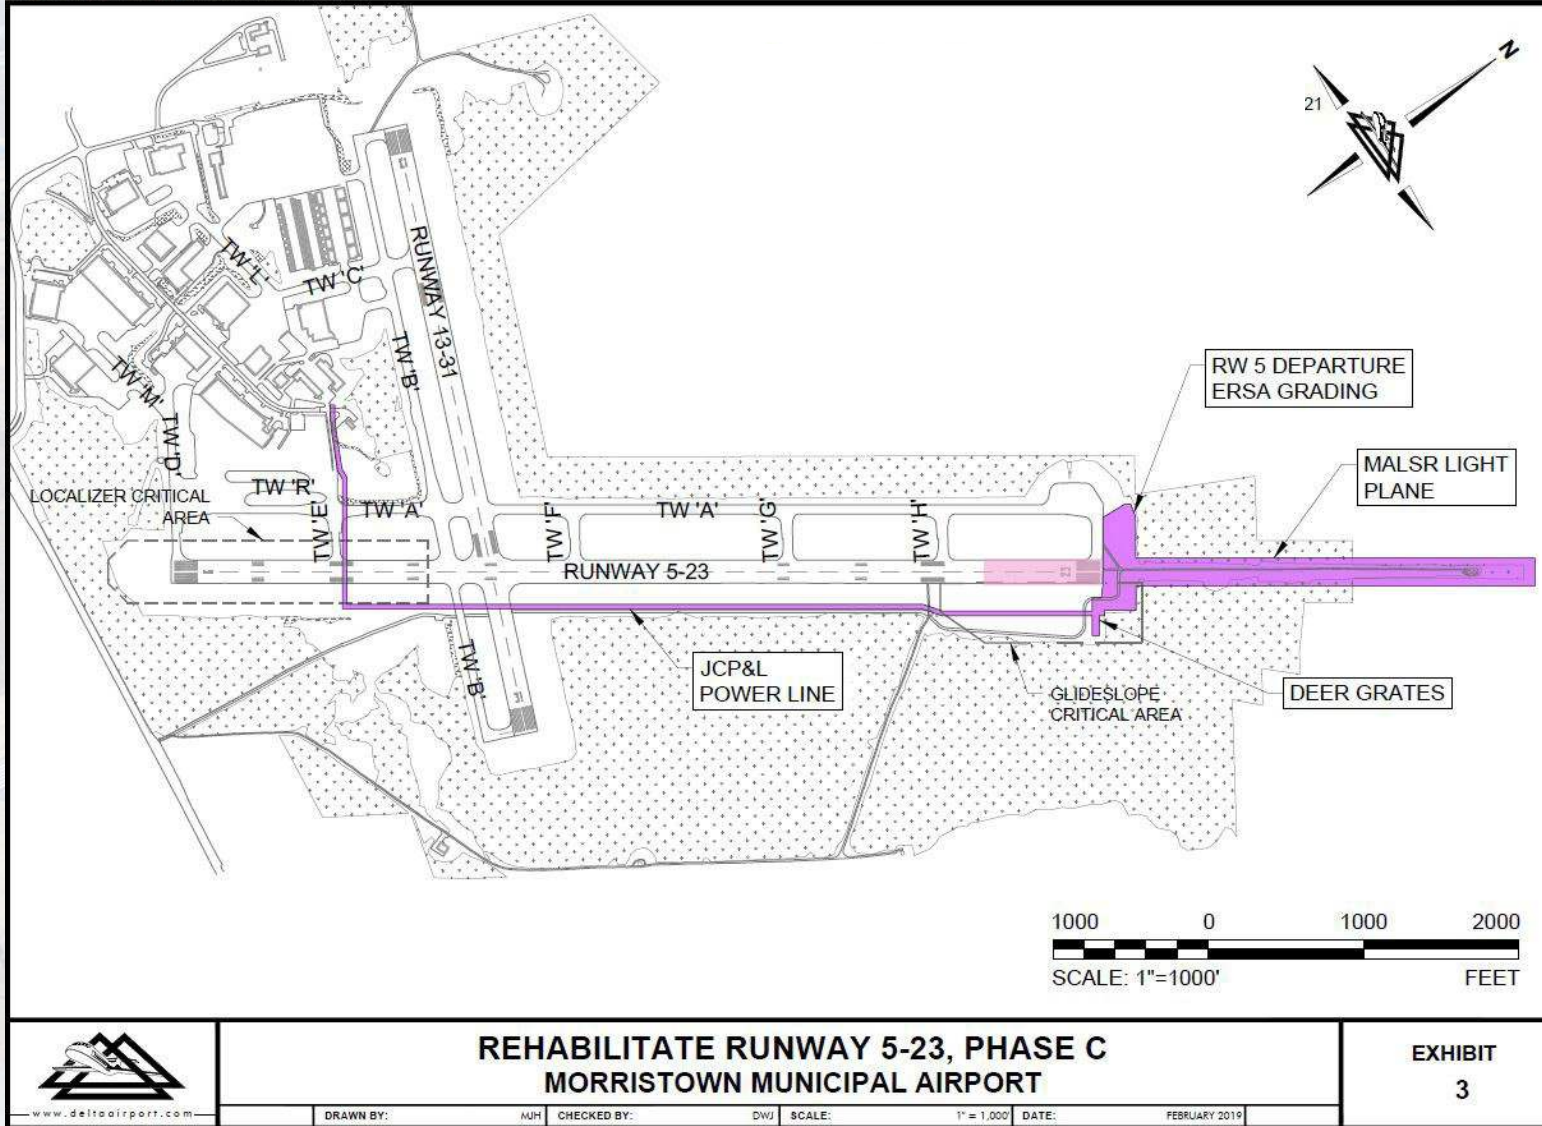 N
21
RUNWAY 13-31
TW 'L'
TW 'C'
TW 'B'
TW 'M'
TW 'D'
RW 5 DEPARTURE
ERSA GRADING
MALSR LIGHT
PLANE
LOCALIZER CRITICAL
AREA
TW 'R'
TW 'E'
TW 'A'
TW 'F'
TW 'A'
TW 'G'
TW 'H'
RUNWAY 5-23
23
31
TW 'B'
JCP&L
POWER LINE
GLIDESLOPE
CRITICAL AREA
DEER GRATES
1000 0 1000 2000
SCALE: 1"=1000' FEET
www.deltaairport.com
REHABILITATE RUNWAY 5-23, PHASE C
MORRISTOWN MUNICIPAL AIRPORT
DRAWN BY: MJH CHECKED BY: DWJ SCALE: 1" = 1,000' DATE: FEBRUARY 2019
EXHIBIT
3